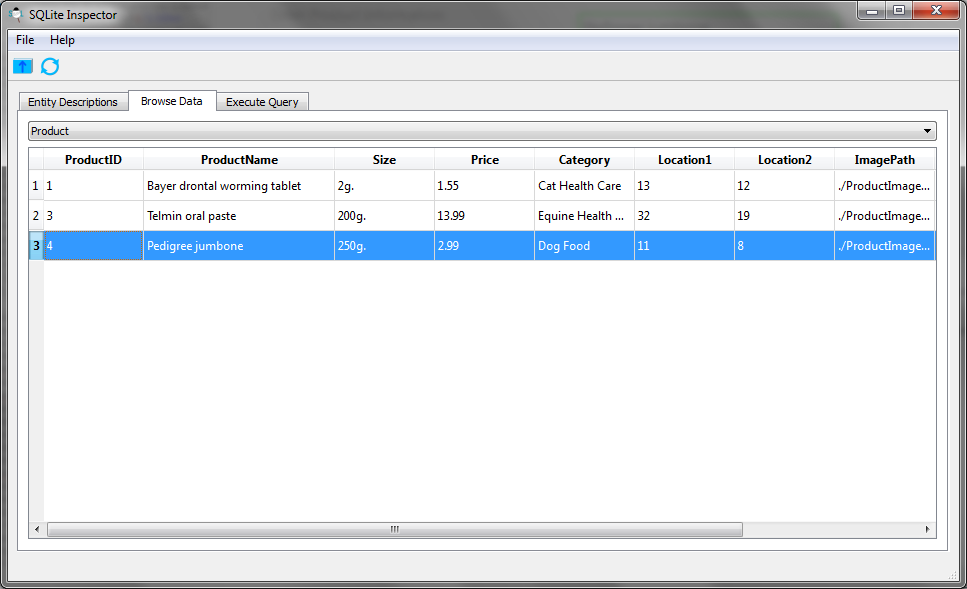 SQLite Inspector
File Help
Entity Descriptions Browse Data Execute Query
Product
ProductID ProductName Size Price Category Location1 Location2 ImagePath
1 1 Bayer drontal worming tablet 2g. 1.55 Cat Health Care 13 12 ./ProductImage...
2 3 Telmin oral paste 200g. 13.99 Equine Health ... 32 19 ./ProductImage...
3 4 Pedigree jumbone 250g. 2.99 Dog Food 11 8 ./ProductImage...